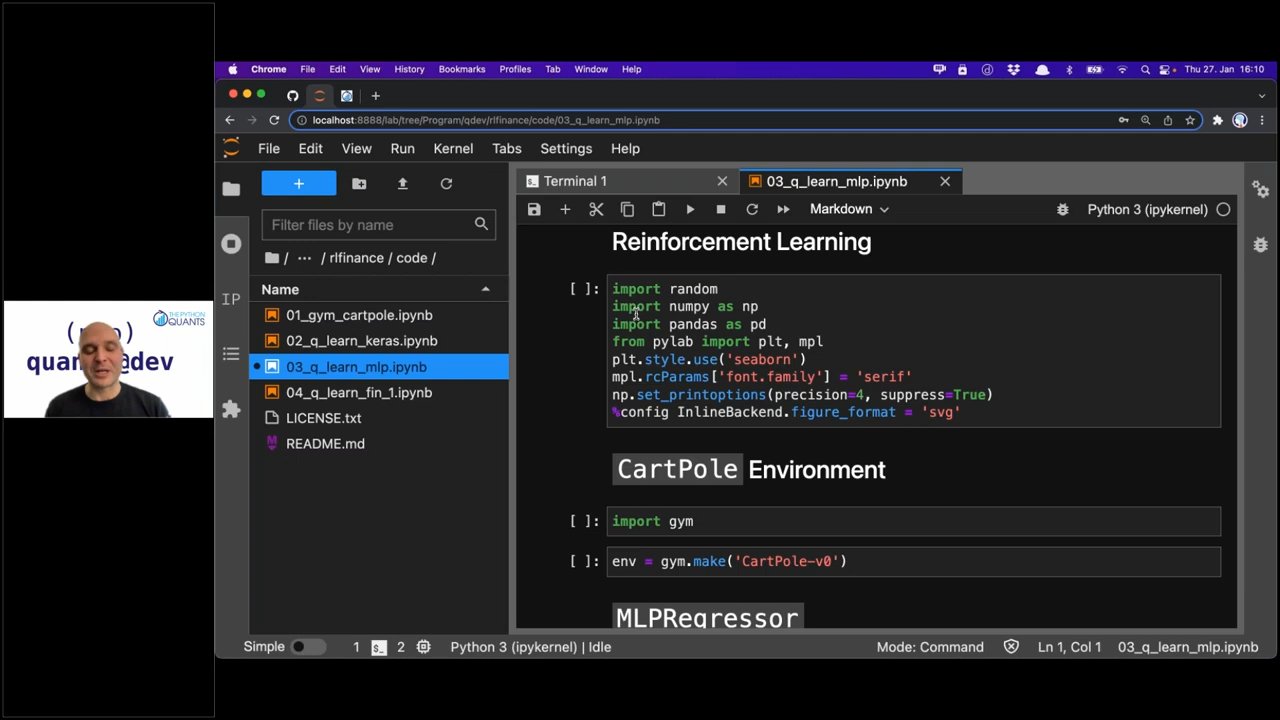 Chrome File Edit View History Bookmarks Profiles Tab Window Help Thu 27. Jan 16:10
localhost:8888/lab/tree/Program/qdev/rlfinance/code/03_q_learn_mlp.ipynb
File Edit View Run Kernel Tabs Settings Help
Terminal 1
03_q_learn_mlp.ipynb
Markdown
Python 3 (ipykernel)
Filter files by name
/ ··· / rlfinance / code /
Name
01_gym_cartpole.ipynb
02_q_learn_keras.ipynb
03_q_learn_mlp.ipynb
04_q_learn_fin_1.ipynb
LICENSE.txt
README.md
IP
THE PYTHON
QUANTS
Reinforcement Learning
[ ]: import random
import numpy as np
import pandas as pd
from pylab import plt, mpl
plt.style.use('seaborn')
mpl.rcParams['font.family'] = 'serif'
np.set_printoptions(precision=4, suppress=True)
%config InlineBackend.figure_format = 'svg'
CartPole Environment
[ ]: import gym
[ ]: env = gym.make('CartPole-v0')
MLPRegressor
Simple 1 2 Python 3 (ipykernel) | Idle Mode: Command Ln 1, Col 1 03_q_learn_mlp.ipynb